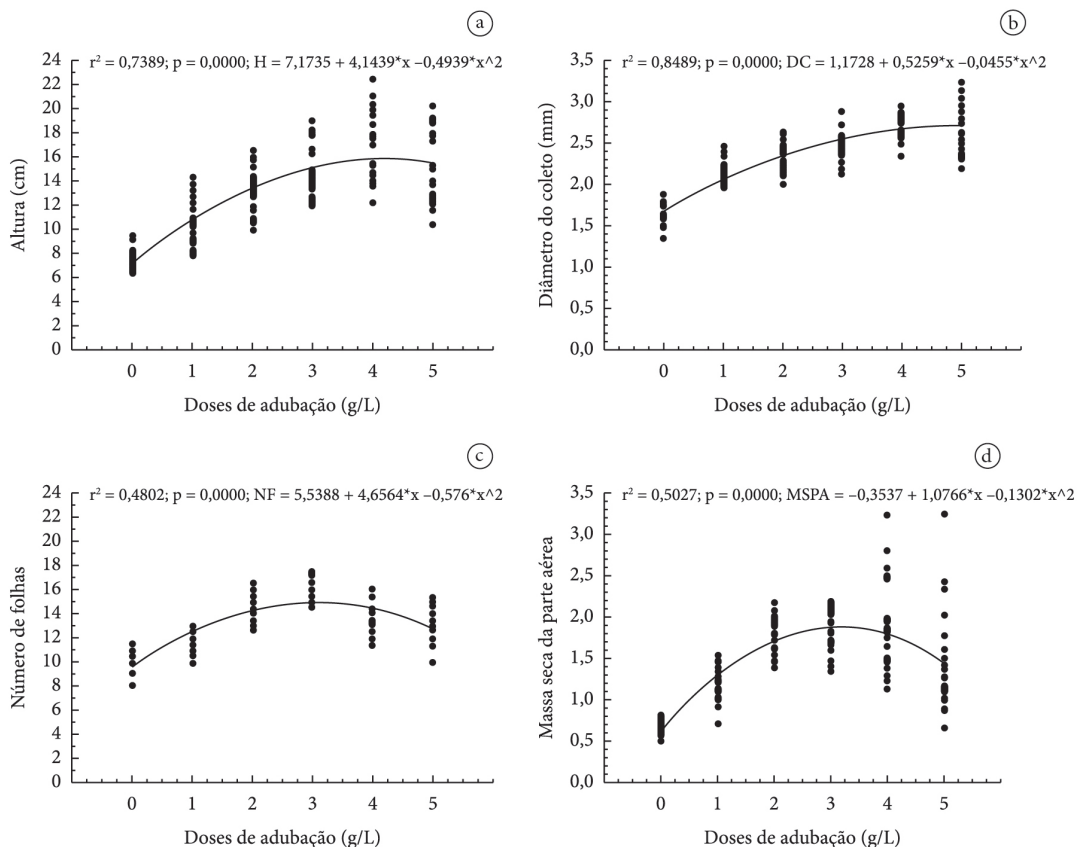 a
r² = 0,7389; p = 0,0000; H = 7,1735 + 4,1439*x −0,4939*x^2
24
22
20
18
16
14
12
10
8
6
4
2
0
Altura (cm)
0 1 2 3 4 5
Doses de adubação (g/L)
b
r² = 0,8489; p = 0,0000; DC = 1,1728 + 0,5259*x −0,0455*x^2
3,5
3,0
2,5
2,0
1,5
1,0
0,5
0,0
Diâmetro do coleto (mm)
0 1 2 3 4 5
Doses de adubação (g/L)
c
r² = 0,4802; p = 0,0000; NF = 5,5388 + 4,6564*x −0,576*x^2
24
22
20
18
16
14
12
10
8
6
4
2
0
Número de folhas
0 1 2 3 4 5
Doses de adubação (g/L)
d
r² = 0,5027; p = 0,0000; MSPA = −0,3537 + 1,0766*x −0,1302*x^2
3,5
3,0
2,5
2,0
1,5
1,0
0,5
0,0
Massa seca da parte aérea
0 1 2 3 4 5
Doses de adubação (g/L)